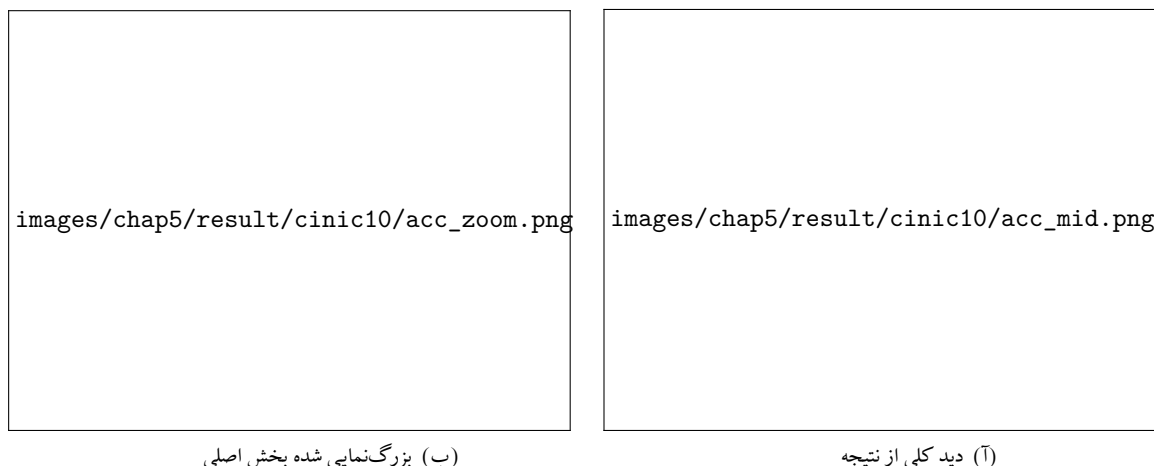 images/chap5/result/cinic10/acc_mid.png
(آ) دید کلی از نتیجه
images/chap5/result/cinic10/acc_zoom.png
(ب) بزرگ‌نمایی شده بخش اصلی